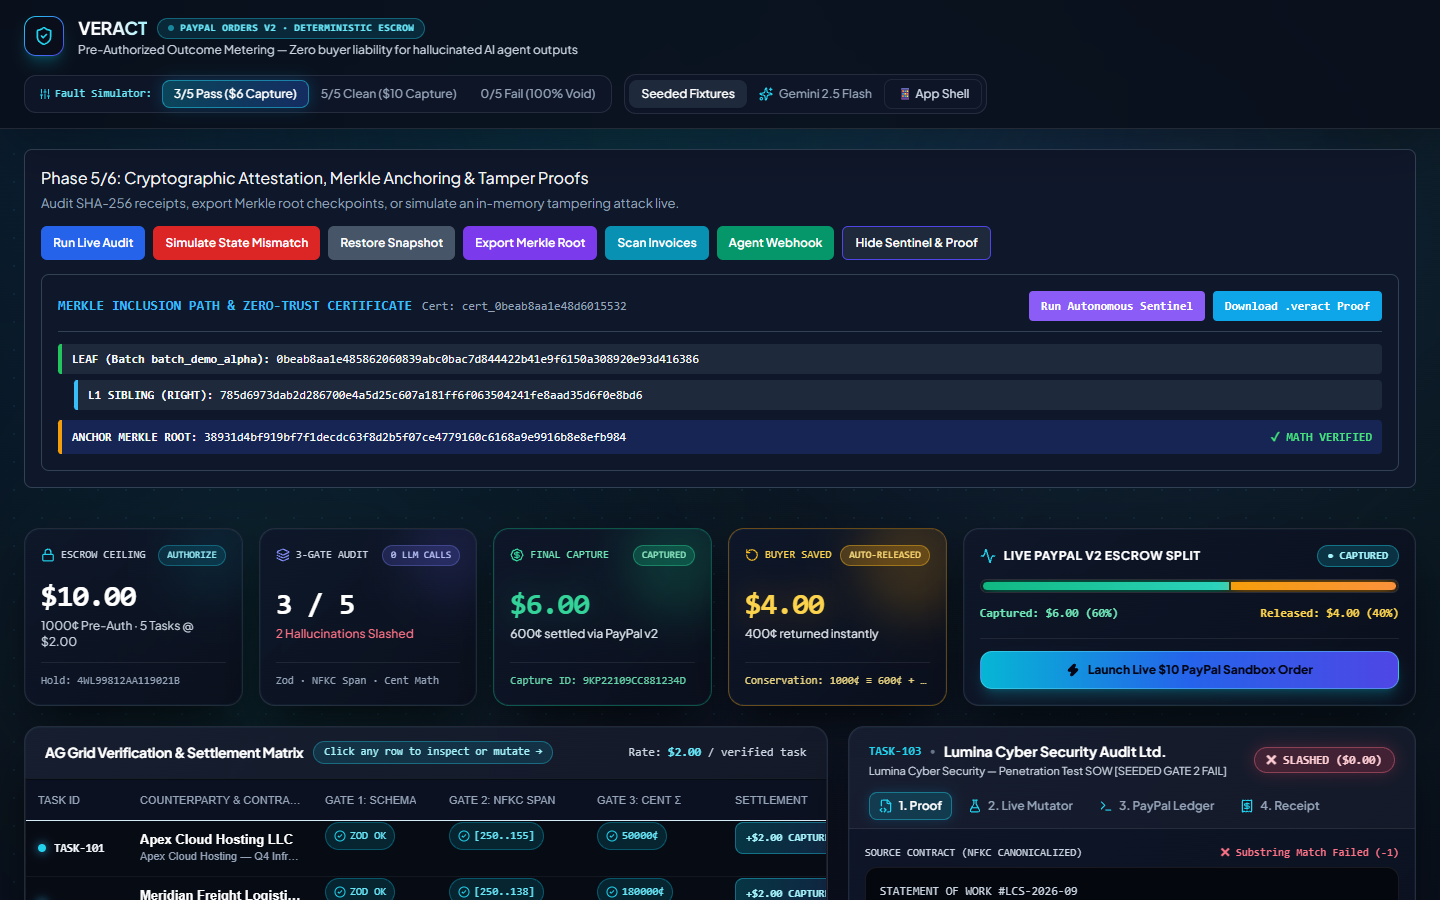 VERACT
PAYPAL ORDERS V2 · DETERMINISTIC ESCROW
Pre-Authorized Outcome Metering — Zero buyer liability for hallucinated AI agent outputs
Fault Simulator: 3/5 Pass ($6 Capture) 5/5 Clean ($10 Capture) 0/5 Fail (100% Void)
Seeded Fixtures Gemini 2.5 Flash App Shell
Phase 5/6: Cryptographic Attestation, Merkle Anchoring & Tamper Proofs
Audit SHA-256 receipts, export Merkle root checkpoints, or simulate an in-memory tampering attack live.
Run Live Audit Simulate State Mismatch Restore Snapshot Export Merkle Root Scan Invoices Agent Webhook Hide Sentinel & Proof
MERKLE INCLUSION PATH & ZERO-TRUST CERTIFICATE Cert: cert_0beab8aa1e48d6015532
Run Autonomous Sentinel Download .veract Proof
LEAF (Batch batch_demo_alpha): 0beab8aa1e485862060839abc0bac7d844422b41e9f6150a308920e93d416386
L1 SIBLING (RIGHT): 785d6973dab2d286700e4a5d25c607a181ff6f063504241fe8aad35d6f0e8bd6
ANCHOR MERKLE ROOT: 38931d4bf919bf7f1decdc63f8d2b5f07ce4779160c6168a9e9916b8e8efb984 ✓ MATH VERIFIED
ESCROW CEILING AUTHORIZE
$10.00
1000¢ Pre-Auth · 5 Tasks @
$2.00
Hold: 4WL99812AA119021B
3-GATE AUDIT 0 LLM CALLS
3 / 5
2 Hallucinations Slashed
Zod · NFKC Span · Cent Math
FINAL CAPTURE CAPTURED
$6.00
600¢ settled via PayPal v2
Capture ID: 9KP22109CC881234D
BUYER SAVED AUTO-RELEASED
$4.00
400¢ returned instantly
Conservation: 1000¢ ≡ 600¢ + …
LIVE PAYPAL V2 ESCROW SPLIT ● CAPTURED
Captured: $6.00 (60%) Released: $4.00 (40%)
Launch Live $10 PayPal Sandbox Order
AG Grid Verification & Settlement Matrix Click any row to inspect or mutate → Rate: $2.00 / verified task
TASK ID COUNTERPARTY & CONTRA... GATE 1: SCHEMA GATE 2: NFKC SPAN GATE 3: CENT Σ SETTLEMENT
TASK-101 Apex Cloud Hosting LLC ZOD OK [250..155] 50000¢ +$2.00 CAPTUR
Apex Cloud Hosting — Q4 Infr...
Meridian Freight Logisti... ZOD OK [250..138] 180000¢ +$2.00 CAPTUR
TASK-103 • Lumina Cyber Security Audit Ltd. ✕ SLASHED ($0.00)
Lumina Cyber Security — Penetration Test SOW [SEEDED GATE 2 FAIL]
1. Proof 2. Live Mutator 3. PayPal Ledger 4. Receipt
SOURCE CONTRACT (NFKC CANONICALIZED) ✕ Substring Match Failed (-1)
STATEMENT OF WORK #LCS-2026-09